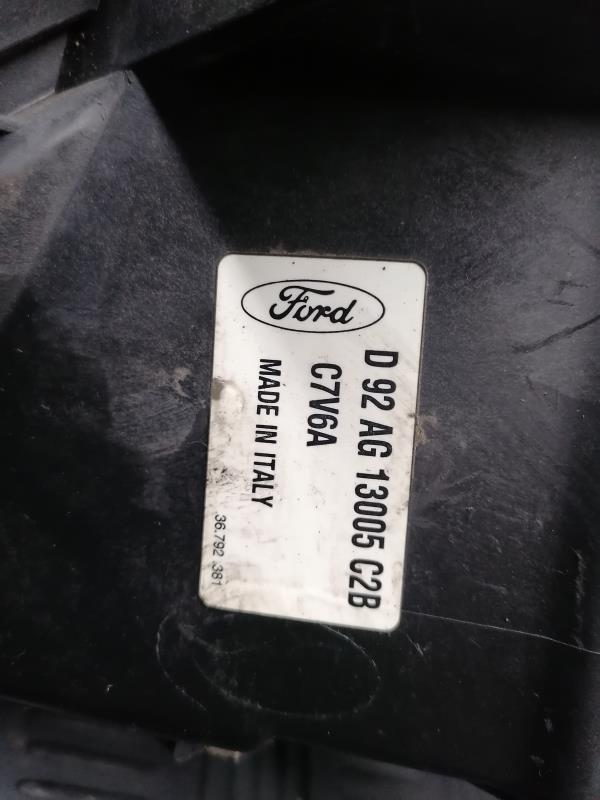 Ford
D 92 AG 13005 C2B
C7V6A
MADE IN ITALY
36.792 381